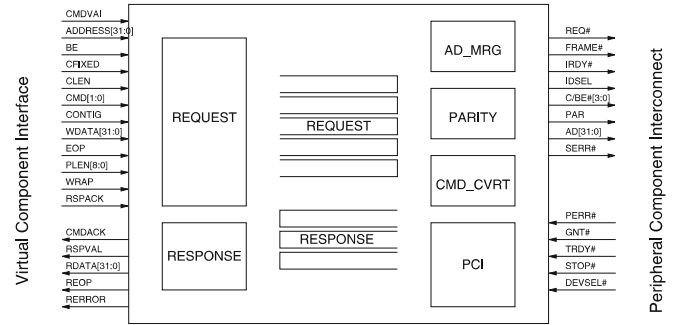 Virtual Component Interface
CMDVAI
ADDRESS[31:0]
BE
CFIXED
CLEN
CMD[1:0]
CONTIG
WDATA[31:0]
EOP
PLEN[8:0]
WRAP
RSPACK
CMDACK
RSPVAL
RDATA[31:0]
REOP
RERROR
REQUEST
RESPONSE
REQUEST
RESPONSE
AD_MRG
PARITY
CMD_CVRT
PCI
REQ#
FRAME#
IRDY#
IDSEL
C/BE#[3:0]
PAR
AD[31:0]
SERR#
PERR#
GNT#
TRDY#
STOP#
DEVSEL#
Peripheral Component Interconnect